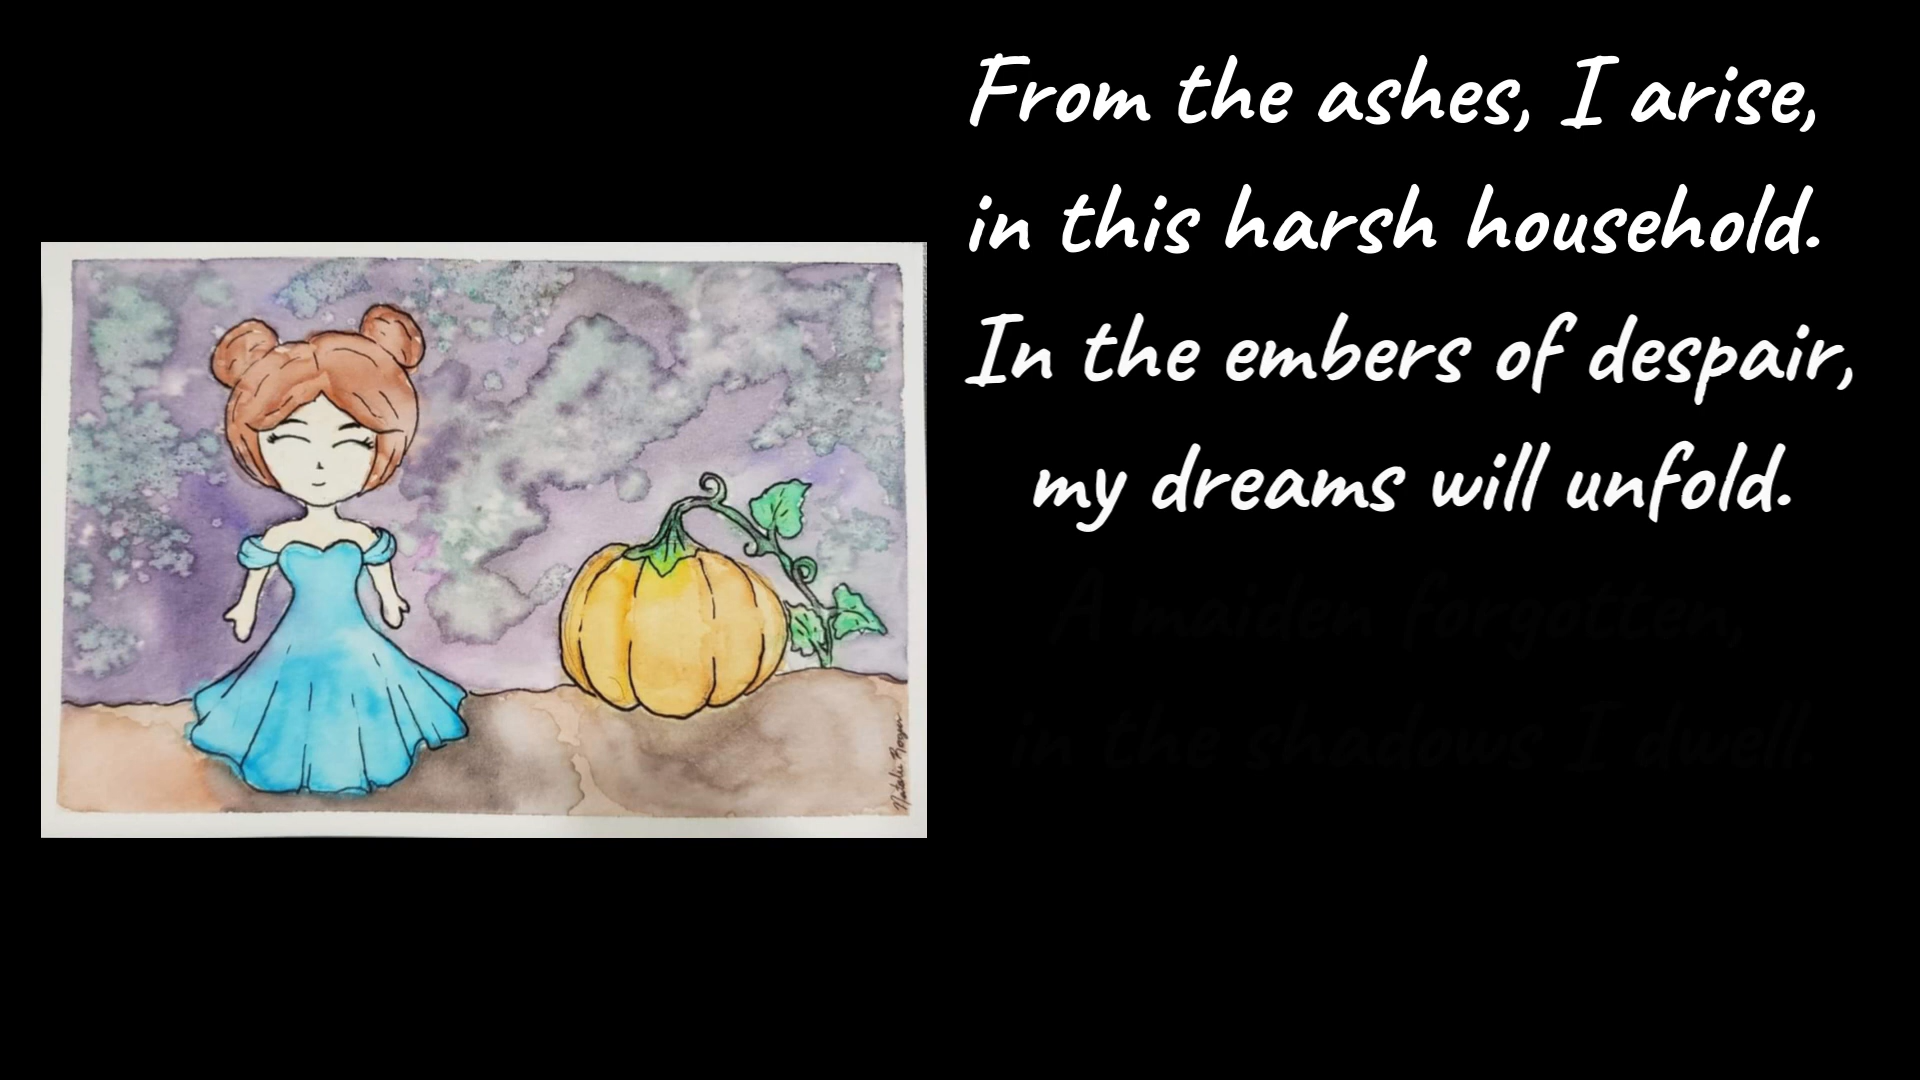 From the ashes, I arise,
in this harsh household.
In the embers of despair,
my dreams will unfold.
A maiden forgotten,
in the shadows I dwell.
Natalie